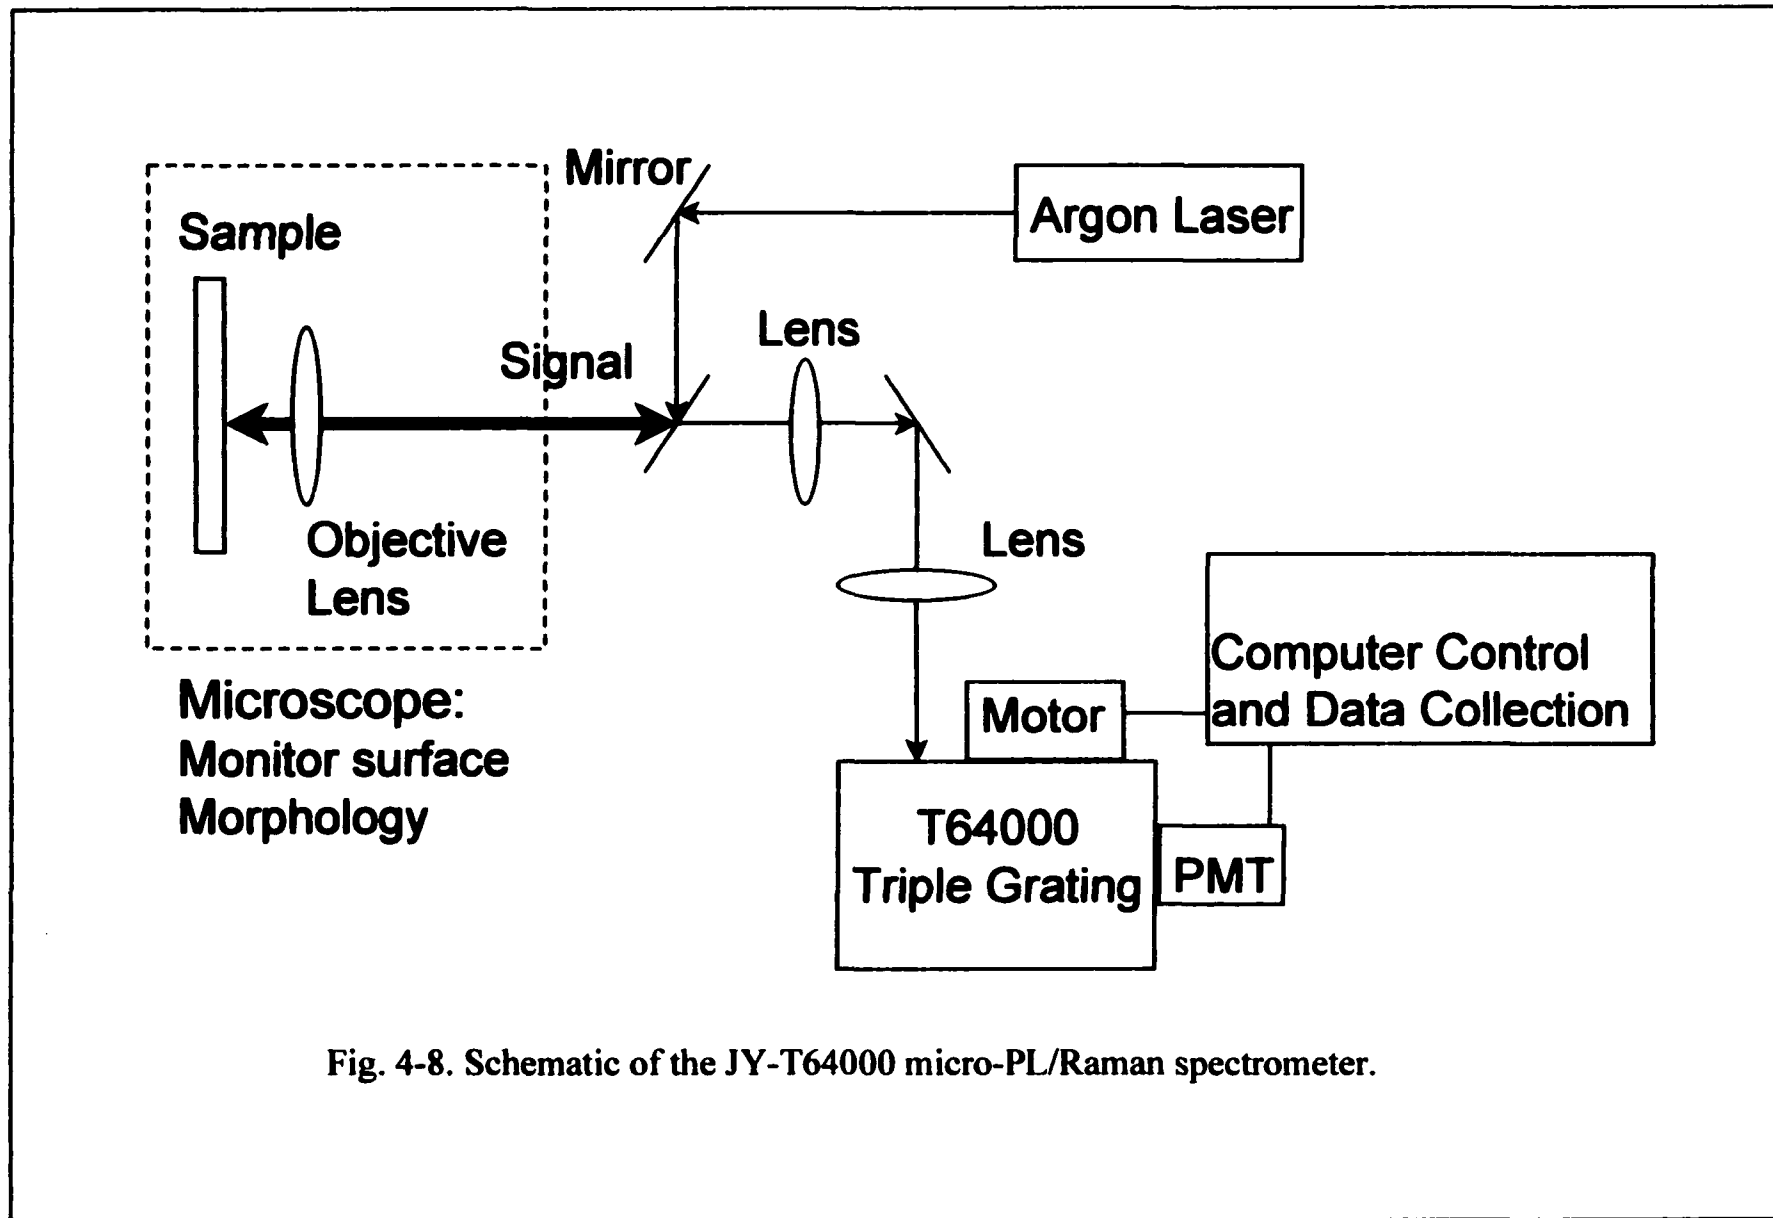 Mirror
Argon Laser
Sample
Signal
Lens
Objective
Lens
Lens
Microscope:
Monitor surface
Morphology
Computer Control
and Data Collection
Motor
T64000
Triple Grating
PMT
Fig. 4-8. Schematic of the JY-T64000 micro-PL/Raman spectrometer.